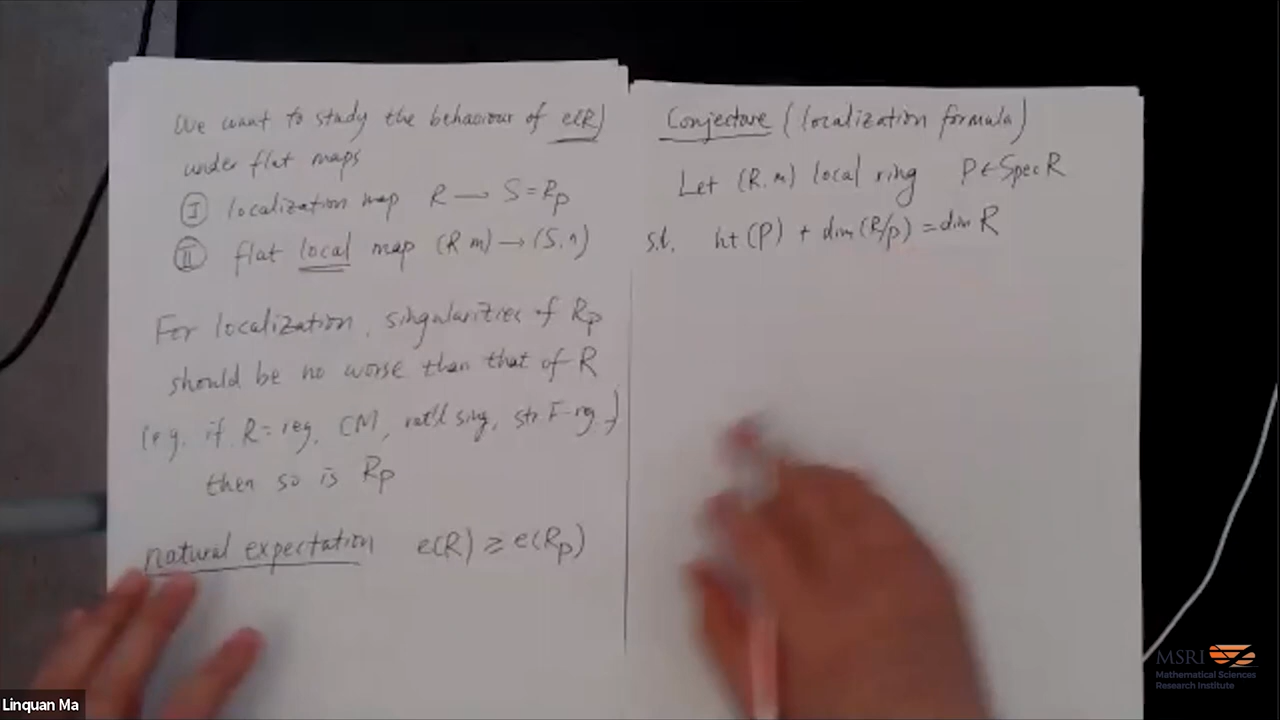 We want to study the behaviour of e(R)
under flat maps
I localization map R → S = Rp
II flat local map (R m) → (S, n)
For localization, singularities of Rp
should be no worse than that of R
(e.g. if R = reg, CM, rat'l sing, str F-reg.)
then so is Rp
natural expectation e(R) ≥ e(Rp)
Conjecture (localization formula)
Let (R, m) local ring P ∈ Spec R
s.t. ht(P) + dim(R/p) = dim R
MSRI
Mathematical Sciences
Research Institute
Linquan Ma